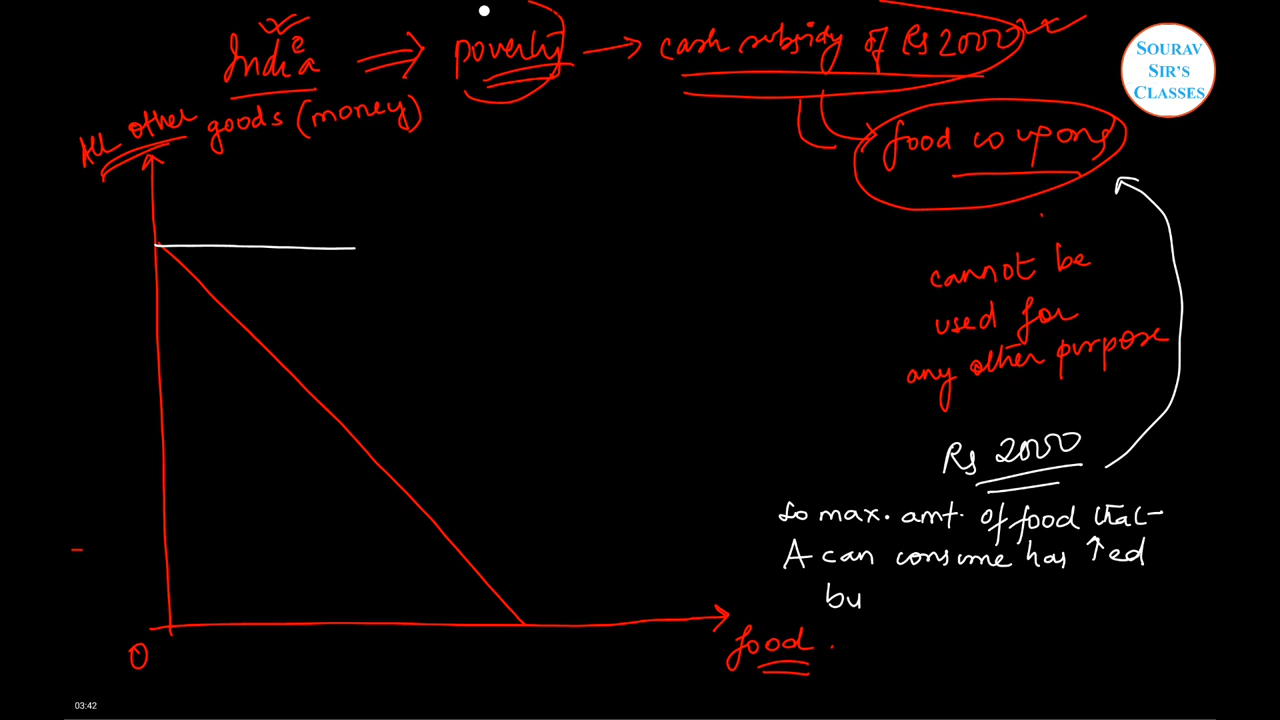 India ⇒ poverty → cash subsidy of Rs 2000
SOURAV
SIR'S
CLASSES
All other goods (money)
food coupons
cannot be
used for
any other purpose
Rs 2000
So max. amt. of food that
A can consume has ↑ed
by
O
food.
03:42